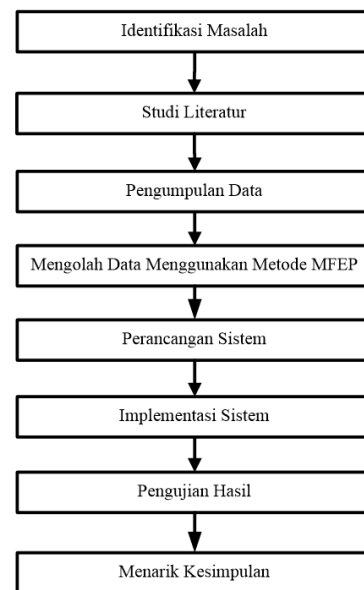 Identifikasi Masalah
Studi Literatur
Pengumpulan Data
Mengolah Data Menggunakan Metode MFEP
Perancangan Sistem
Implementasi Sistem
Pengujian Hasil
Menarik Kesimpulan